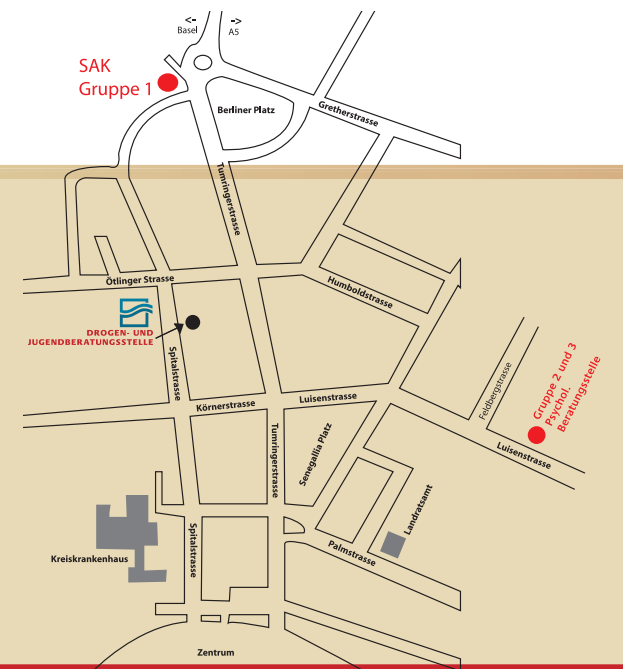 <- ->
Basel A5
SAK
Gruppe 1
Berliner Platz
Gretherstrasse
Tumringerstrasse
Ötlinger Strasse
Humboldstrasse
DROGEN- UND
JUGENDBERATUNGSSTELLE
Spitalstrasse
Feldbergstrasse
Gruppe 2 und 3
Psychol.
Beratungsstelle
Körnerstrasse
Luisenstrasse
Luisenstrasse
Tumringerstrasse
Senegallia Platz
Landratsamt
Kreiskrankenhaus
Spitalstrasse
Palmstrasse
Zentrum